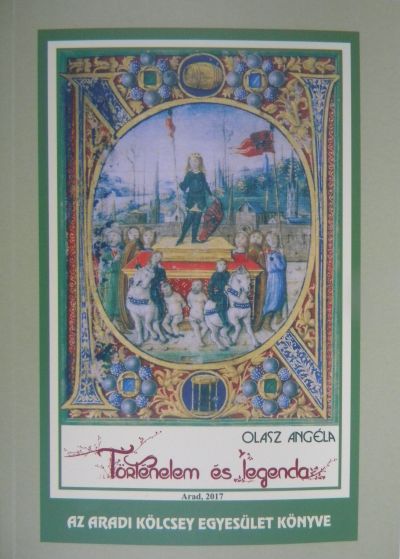 OLASZ ANGÉLA
Történelem és legenda
Arad, 2017
AZ ARADI KÖLCSEY EGYESÜLET KÖNYVE